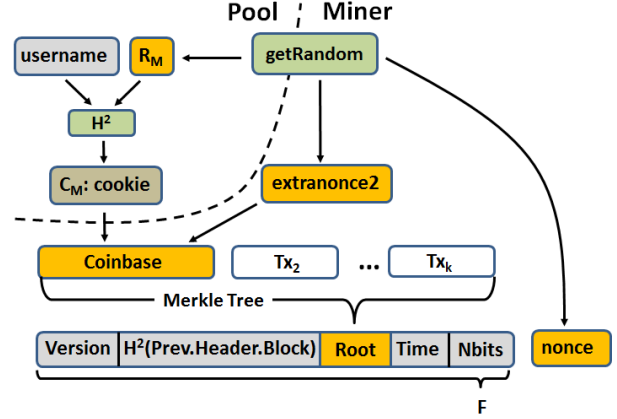 Pool Miner
username
R_M
getRandom
H²
C_M: cookie
extranonce2
Coinbase
Tx₂
...
Tx_k
Merkle Tree
Version
H²(Prev.Header.Block)
Root
Time
Nbits
nonce
F